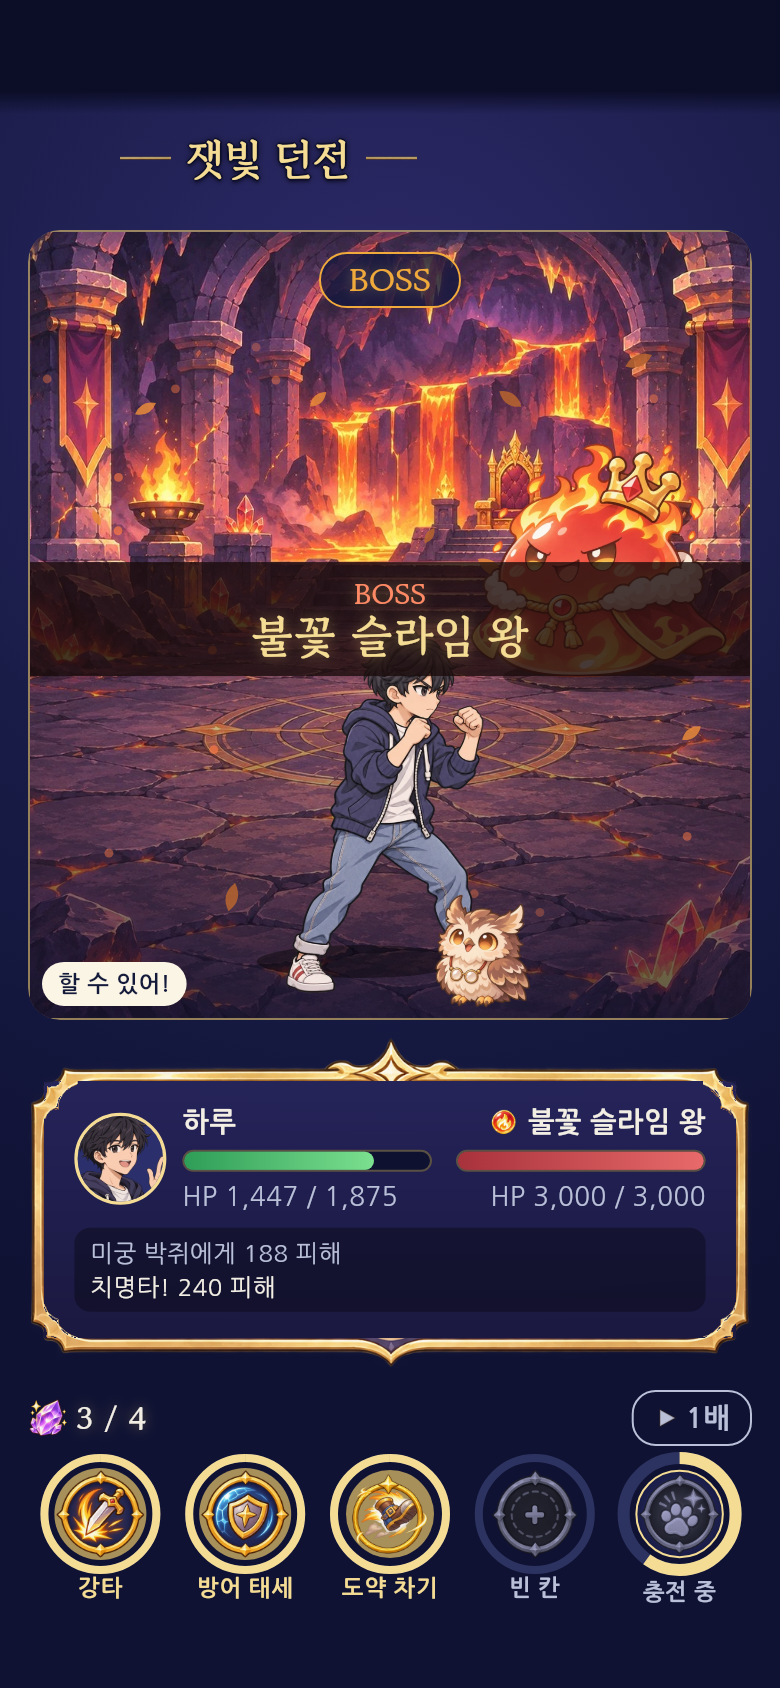 잿빛 던전
BOSS
BOSS
불꽃 슬라임 왕
할 수 있어!
하루
불꽃 슬라임 왕
HP 1,447 / 1,875
HP 3,000 / 3,000
미궁 박쥐에게 188 피해
치명타! 240 피해
3 / 4
1배
강타
방어 태세
도약 차기
빈 칸
충전 중